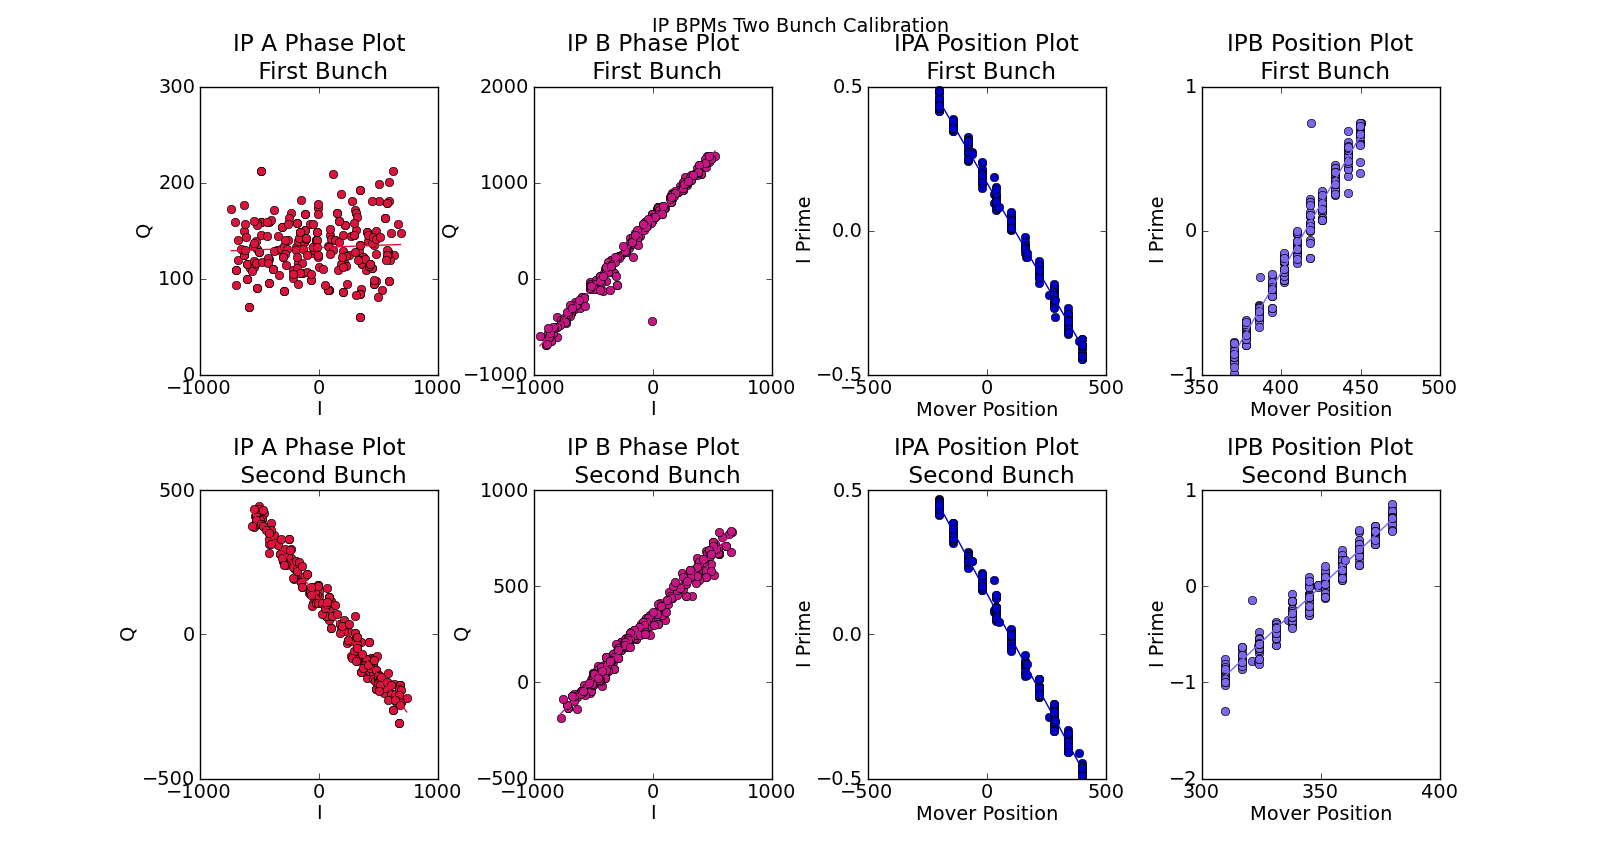 IP BPMs Two Bunch Calibration
IP A Phase Plot
First Bunch
300
200
100
0
Q
−1000
0
1000
I
IP B Phase Plot
First Bunch
2000
1000
0
−1000
Q
−1000
0
1000
I
IPA Position Plot
First Bunch
0.5
0.0
−0.5
I Prime
−500
0
500
Mover Position
IPB Position Plot
First Bunch
1
0
−1
I Prime
350
400
450
500
Mover Position
IP A Phase Plot
Second Bunch
500
0
−500
Q
−1000
0
1000
I
IP B Phase Plot
Second Bunch
1000
500
0
−500
Q
−1000
0
1000
I
IPA Position Plot
Second Bunch
0.5
0.0
−0.5
I Prime
−500
0
500
Mover Position
IPB Position Plot
Second Bunch
1
0
−1
−2
I Prime
300
350
400
Mover Position